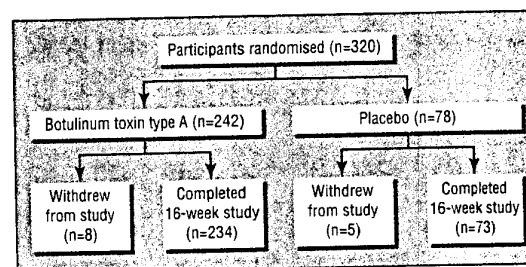 Participants randomised (n=320)
Botulinum toxin type A (n=242)
Placebo (n=78)
Withdrew
from study
(n=8)
Completed
16-week study
(n=234)
Withdrew
from study
(n=5)
Completed
16-week study
(n=73)